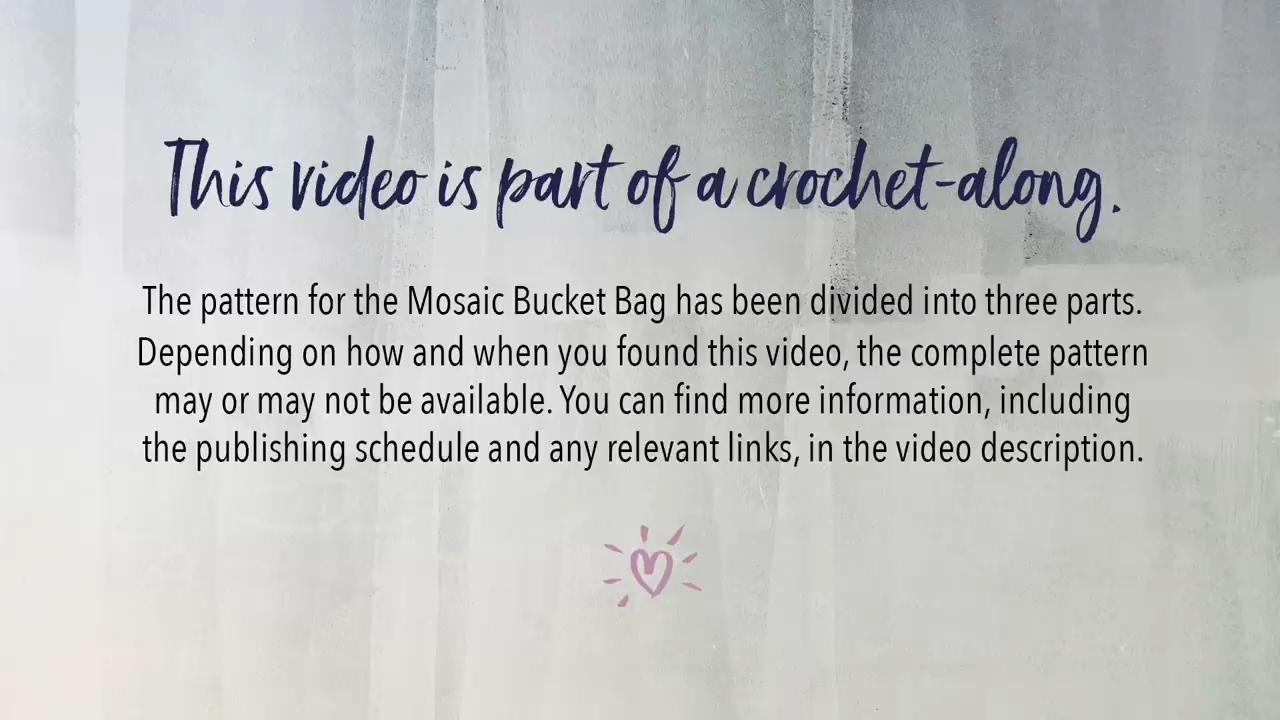 This video is part of a crochet-along.
The pattern for the Mosaic Bucket Bag has been divided into three parts.
Depending on how and when you found this video, the complete pattern
may or may not be available. You can find more information, including
the publishing schedule and any relevant links, in the video description.